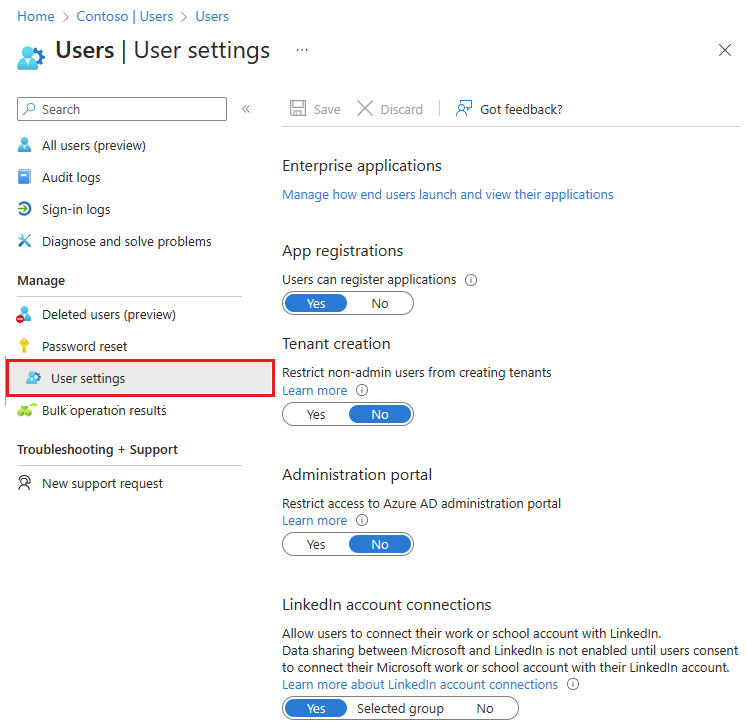 Home > Contoso | Users > Users
Users | User settings ...
Search
«
Save Discard | Got feedback?
All users (preview)
Audit logs
Sign-in logs
Diagnose and solve problems
Manage
Deleted users (preview)
Password reset
User settings
Bulk operation results
Troubleshooting + Support
New support request
Enterprise applications
Manage how end users launch and view their applications
App registrations
Users can register applications
Yes No
Tenant creation
Restrict non-admin users from creating tenants
Learn more
Yes No
Administration portal
Restrict access to Azure AD administration portal
Learn more
Yes No
LinkedIn account connections
Allow users to connect their work or school account with LinkedIn.
Data sharing between Microsoft and LinkedIn is not enabled until users consent
to connect their Microsoft work or school account with their LinkedIn account.
Learn more about LinkedIn account connections
Yes Selected group No